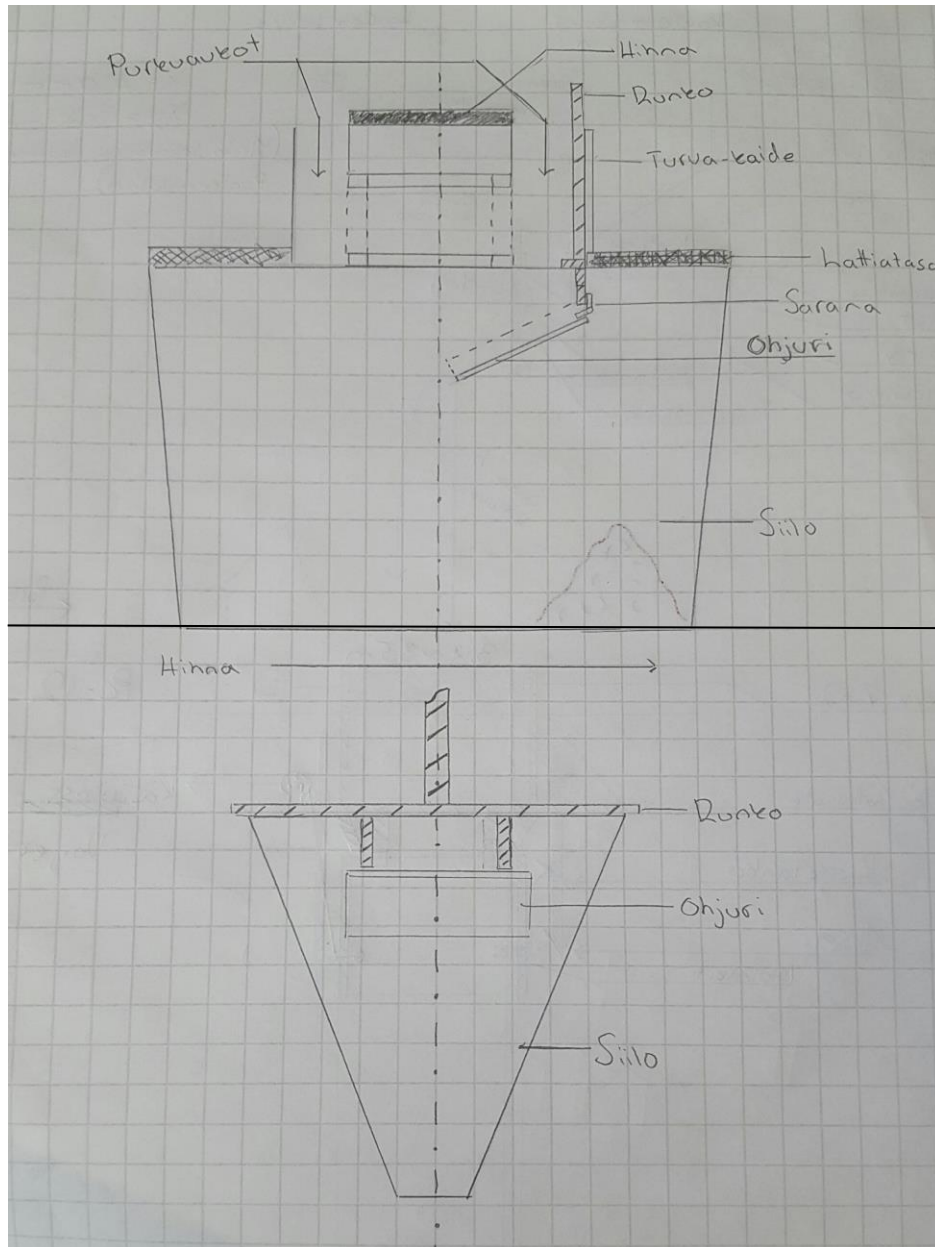 Purkuaukot
Hihna
Runko
Turva-kaide
Lattiataso
Sarana
Ohjuri
Siilo
Hihna
Runko
Ohjuri
Siilo